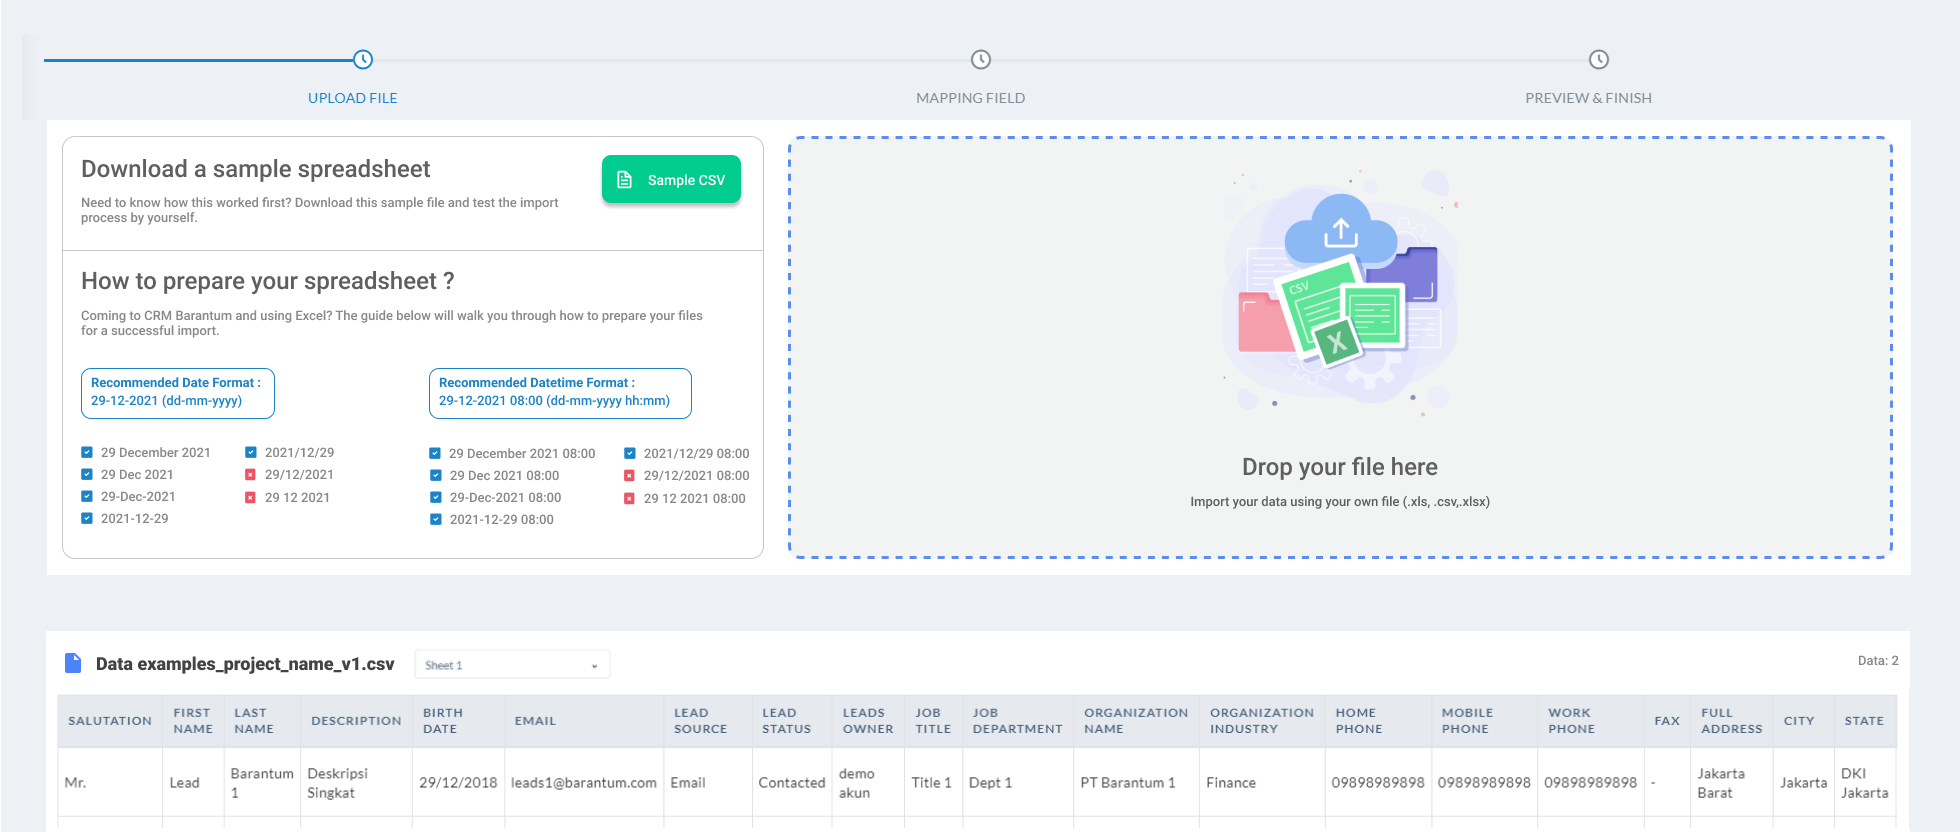 UPLOAD FILE
MAPPING FIELD
PREVIEW & FINISH
Download a sample spreadsheet
Need to know how this worked first? Download this sample file and test the import
process by yourself.
Sample CSV
How to prepare your spreadsheet ?
Coming to CRM Barantum and using Excel? The guide below will walk you through how to prepare your files
for a successful import.
Recommended Date Format :
29-12-2021 (dd-mm-yyyy)
29 December 2021
29 Dec 2021
29-Dec-2021
2021-12-29
2021/12/29
29/12/2021
29 12 2021
Recommended Datetime Format :
29-12-2021 08:00 (dd-mm-yyyy hh:mm)
29 December 2021 08:00
29 Dec 2021 08:00
29-Dec-2021 08:00
2021-12-29 08:00
2021/12/29 08:00
29/12/2021 08:00
29 12 2021 08:00
CSV
X
Drop your file here
Import your data using your own file (.xls, .csv,.xlsx)
Data examples_project_name_v1.csv
Sheet 1
Data: 2
SALUTATION
FIRST
NAME
LAST
NAME
DESCRIPTION
BIRTH
DATE
EMAIL
LEAD
SOURCE
LEAD
STATUS
LEADS
OWNER
JOB
TITLE
JOB
DEPARTMENT
ORGANIZATION
NAME
ORGANIZATION
INDUSTRY
HOME
PHONE
MOBILE
PHONE
WORK
PHONE
FAX
FULL
ADDRESS
CITY
STATE
Mr.
Lead
Barantum
1
Deskripsi
Singkat
29/12/2018
leads1@barantum.com
Email
Contacted
demo
akun
Title 1
Dept 1
PT Barantum 1
Finance
09898989898
09898989898
09898989898
-
Jakarta
Barat
Jakarta
DKI
Jakarta